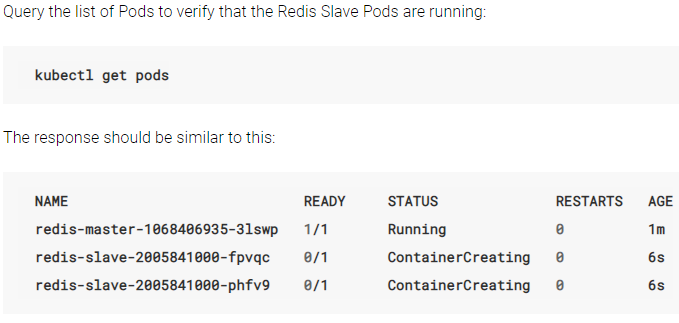 Query the list of Pods to verify that the Redis Slave Pods are running:
kubectl get pods
The response should be similar to this:
NAME READY STATUS RESTARTS AGE
redis-master-1068406935-3lswp 1/1 Running 0 1m
redis-slave-2005841000-fpvqc 0/1 ContainerCreating 0 6s
redis-slave-2005841000-phfv9 0/1 ContainerCreating 0 6s